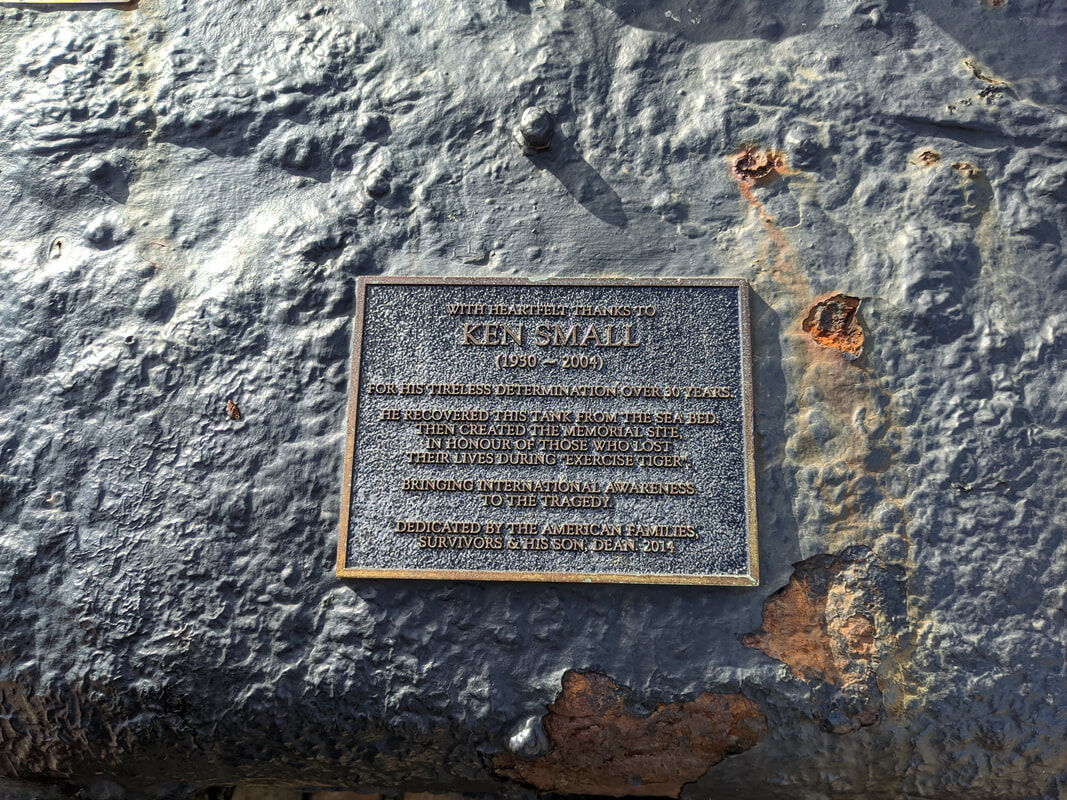 WITH HEARTFELT THANKS TO
KEN SMALL
(1930 – 2004)
FOR HIS TIRELESS DETERMINATION OVER 30 YEARS.
HE RECOVERED THIS TANK FROM THE SEA BED.
THEN CREATED THE MEMORIAL SITE,
IN HONOUR OF THOSE WHO LOST
THEIR LIVES DURING "EXERCISE TIGER".
BRINGING INTERNATIONAL AWARENESS
TO THE TRAGEDY.
DEDICATED BY THE AMERICAN FAMILIES,
SURVIVORS & HIS SON, DEAN. 2014